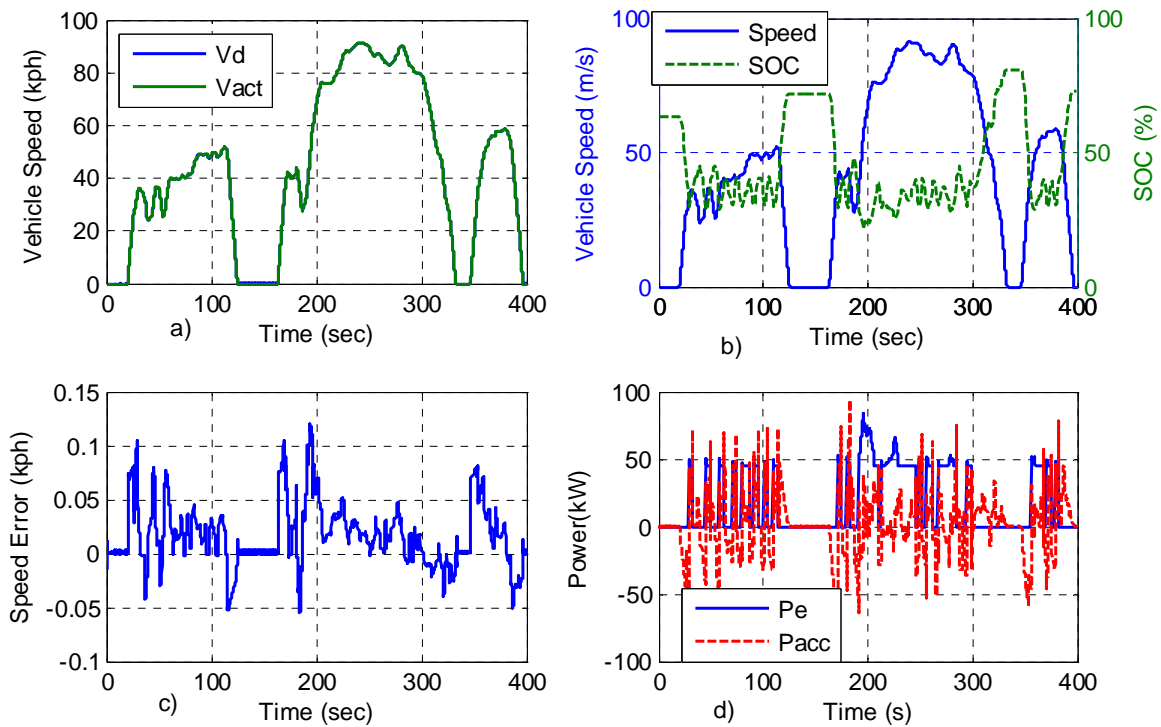 100
80
60
40
20
0
Vehicle Speed (kph)
Vd
Vact
0 100 200 300 400
a)
Time (sec)
100
50
0
Vehicle Speed (m/s)
Speed
SOC
100
50
0
SOC (%)
0 100 200 300 400
b)
Time (sec)
0.15
0.1
0.05
0
-0.05
-0.1
Speed Error (kph)
0 100 200 300 400
c)
Time (sec)
100
50
0
-50
-100
Power(kW)
Pe
Pacc
0 100 200 300 400
d)
Time (s)